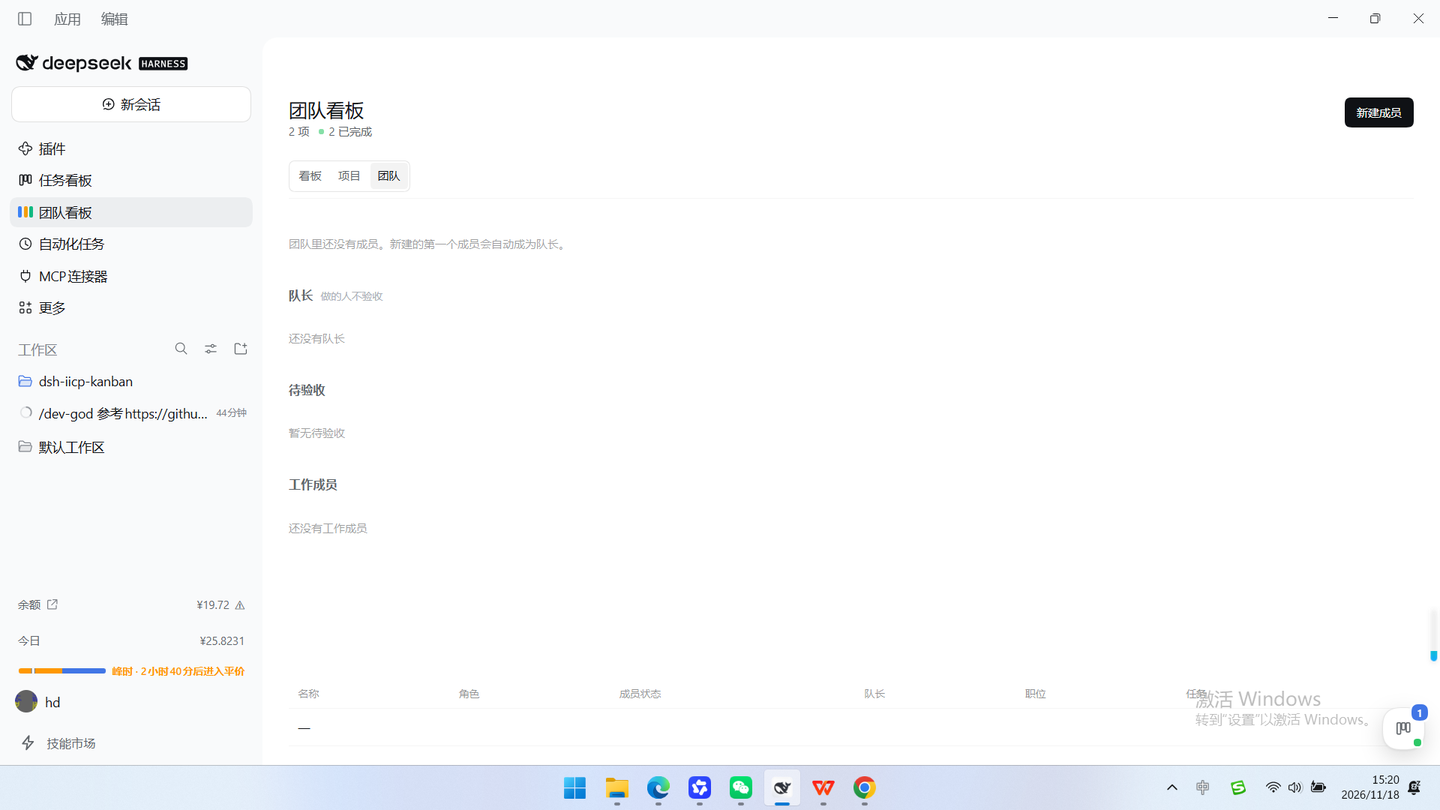 应用 编辑
deepseek HARNESS
新会话
插件
任务看板
团队看板
自动化任务
MCP连接器
更多
工作区
dsh-iicp-kanban
/dev-god 参考https://githu... 44分钟
默认工作区
余额 ¥19.72
今日 ¥25.8231
峰时 · 2小时40分后进入平价
hd
技能市场
团队看板
新建成员
2 项 2 已完成
看板 项目 团队
团队里还没有成员。新建的第一个成员会自动成为队长。
队长 做的人不验收
还没有队长
待验收
暂无待验收
工作成员
还没有工作成员
名称 角色 成员状态 队长 职位 任务
—
激活 Windows
转到"设置"以激活 Windows。
1
中
15:20
2026/11/18